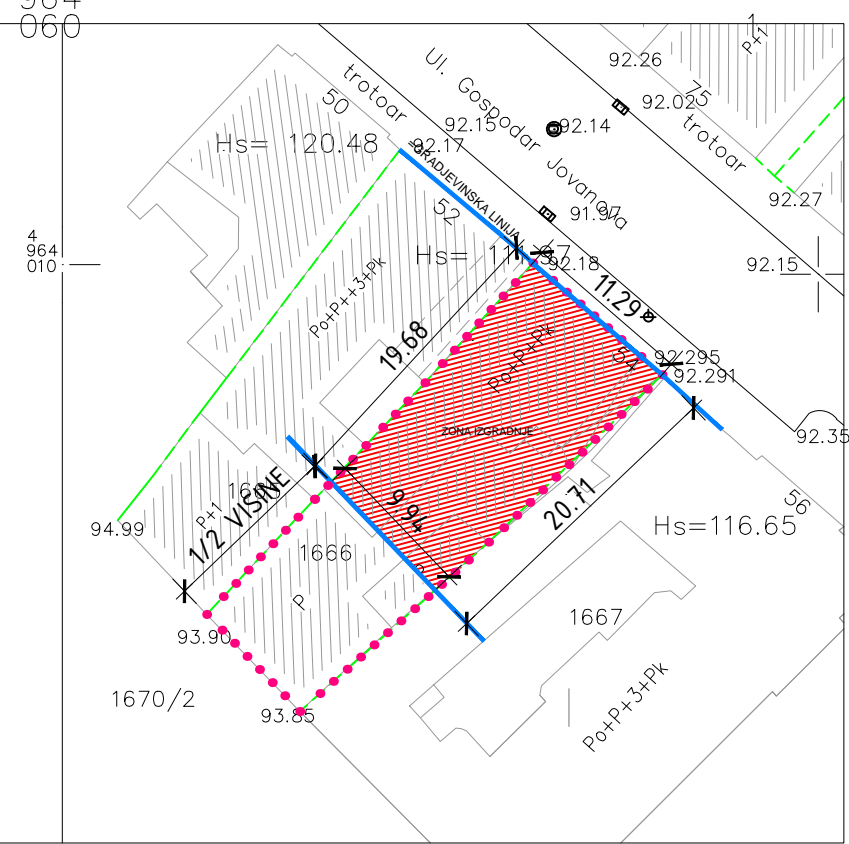 964
060
1
P+1
Ul. Gospodar Jovanova
92.26
trotoar
75
92.02
50
92.15
92.14
trotoar
Hs= 120.48
92.17
IGRADJEVINSKA LINIJA
92.27
52
91.97
4
964
010
Hs=
92.18
92.15
Po+P++3+Pk
11.29
19.68
Po+P+Pk
54
92.295
92.291
ZONA IZGRADNJE
92.35
94.99
P+1
1/2 VISINE
9.94
20.71
56
Hs=116.65
1666
P
1667
93.90
1670/2
93.85
Po+P+3+Pk